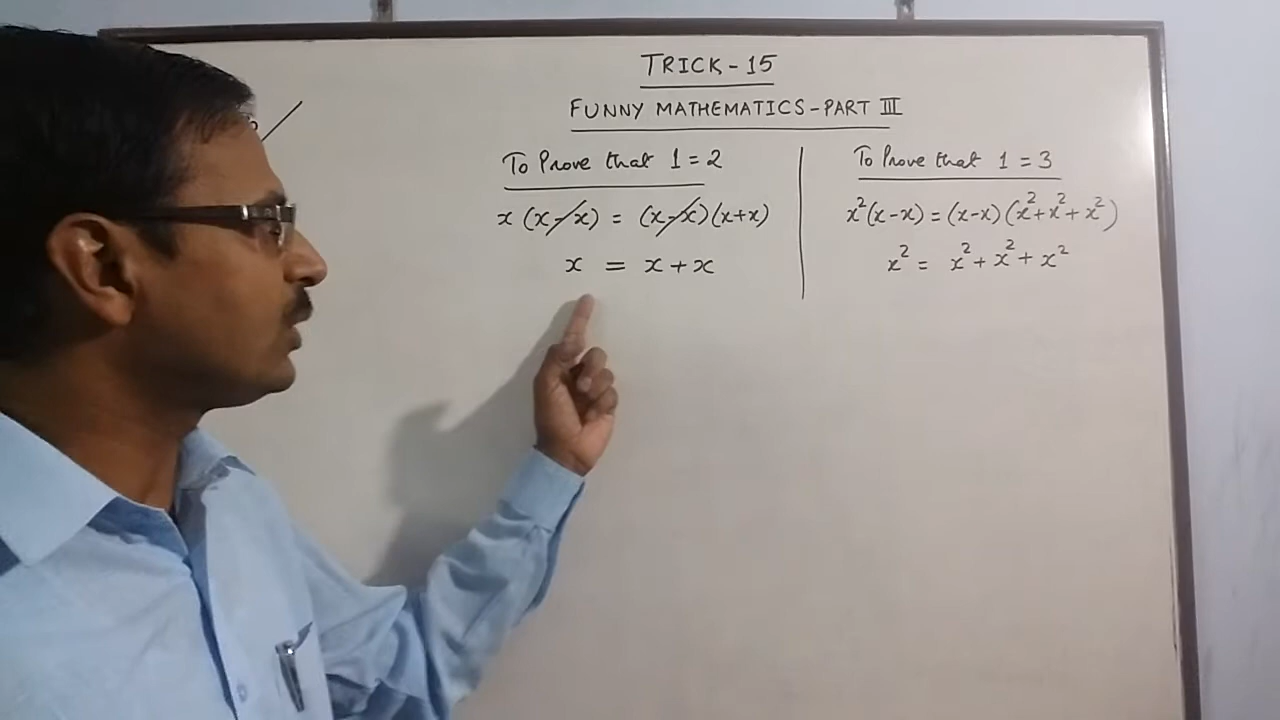 TRICK-15
FUNNY MATHEMATICS-PART III
To Prove that 1 = 2
x (x-x) = (x-x)(x+x)
x = x+x
To Prove that 1 = 3
x²(x-x) = (x-x)(x²+x²+x²)
x² = x²+x²+x²